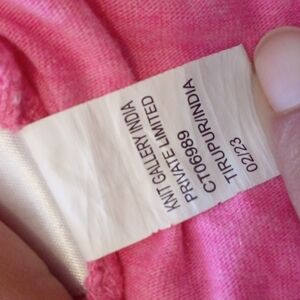 KNIT GALLERY INDIA
PRIVATE LIMITED
CT06989
TIRUPUR/INDIA
02/23